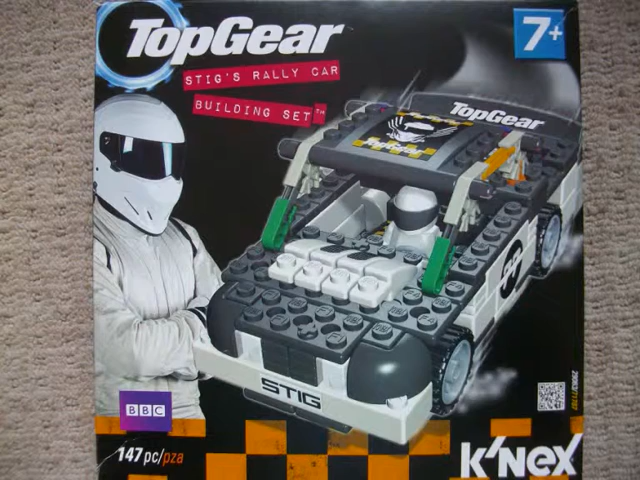 TopGear
STIG'S RALLY CAR
BUILDING SET™
7+
TopGear
STIG
BBC
147 pc/pza
K'NEX